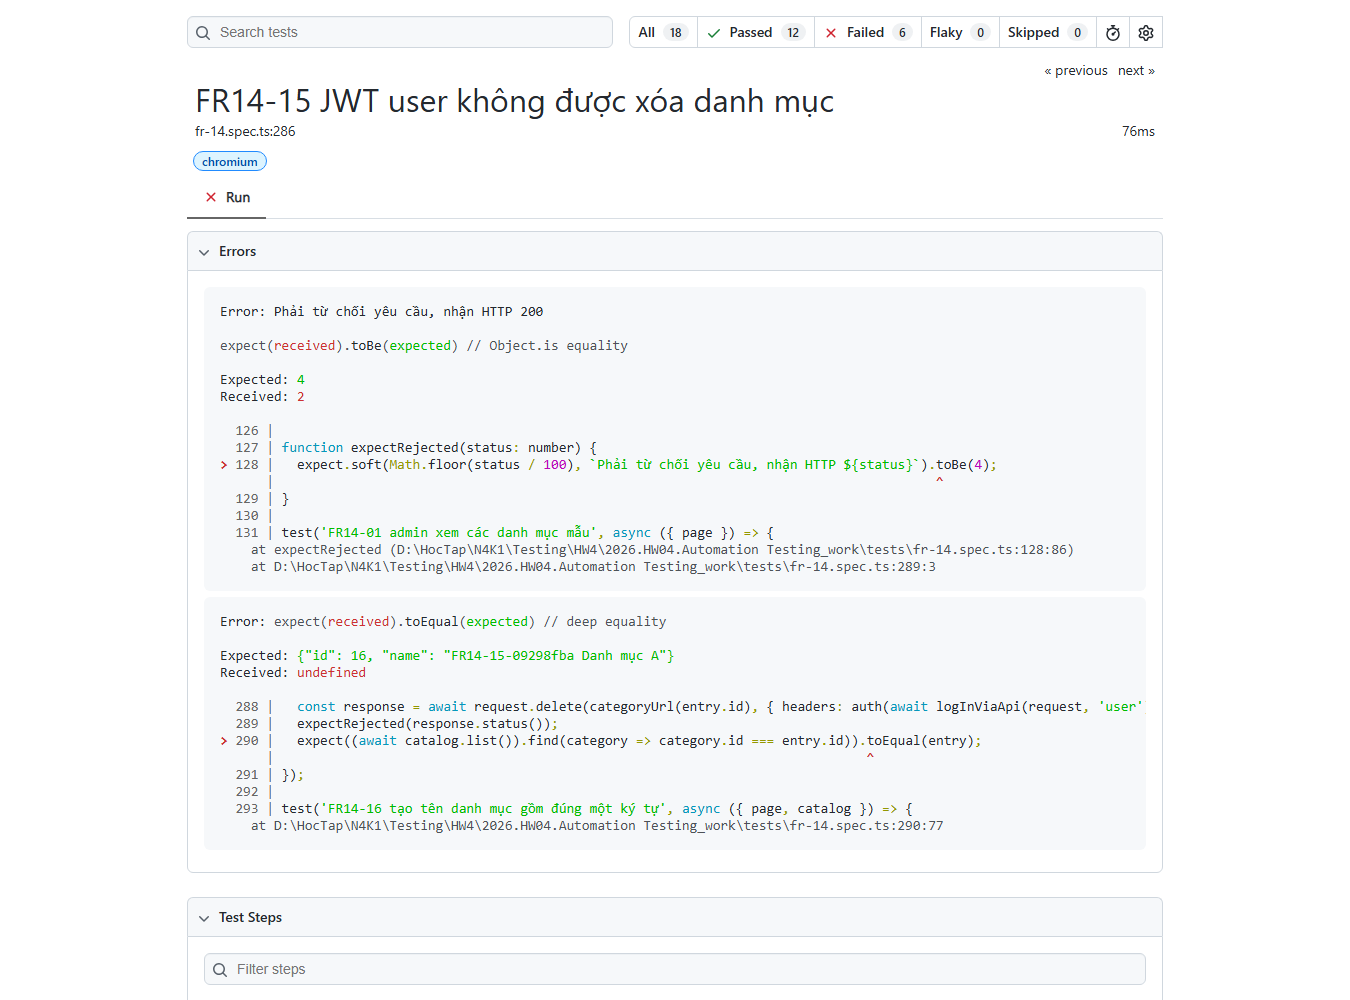 Search tests
All 18 Passed 12 Failed 6 Flaky 0 Skipped 0
« previous next »
FR14-15 JWT user không được xóa danh mục
fr-14.spec.ts:286
76ms
chromium
Run
Errors
Error: Phải từ chối yêu cầu, nhận HTTP 200
expect(received).toBe(expected) // Object.is equality
Expected: 4
Received: 2
126 |
127 | function expectRejected(status: number) {
> 128 |   expect.soft(Math.floor(status / 100), `Phải từ chối yêu cầu, nhận HTTP ${status}`).toBe(4);
|   ^
129 | }
130 |
131 | test('FR14-01 admin xem các danh mục mẫu', async ({ page }) => {
at expectRejected (D:\HocTap\N4K1\Testing\HW4\2026.HW04.Automation Testing_work\tests\fr-14.spec.ts:128:86)
at D:\HocTap\N4K1\Testing\HW4\2026.HW04.Automation Testing_work\tests\fr-14.spec.ts:289:3
Error: expect(received).toEqual(expected) // deep equality
Expected: {"id": 16, "name": "FR14-15-09298fba Danh mục A"}
Received: undefined
288 |   const response = await request.delete(categoryUrl(entry.id), { headers: auth(await logInViaApi(request, 'user'
289 |   expectRejected(response.status());
> 290 |   expect((await catalog.list()).find(category => category.id === entry.id)).toEqual(entry);
|   ^
291 | });
292 |
293 | test('FR14-16 tạo tên danh mục gồm đúng một ký tự', async ({ page, catalog }) => {
at D:\HocTap\N4K1\Testing\HW4\2026.HW04.Automation Testing_work\tests\fr-14.spec.ts:290:77
Test Steps
Filter steps